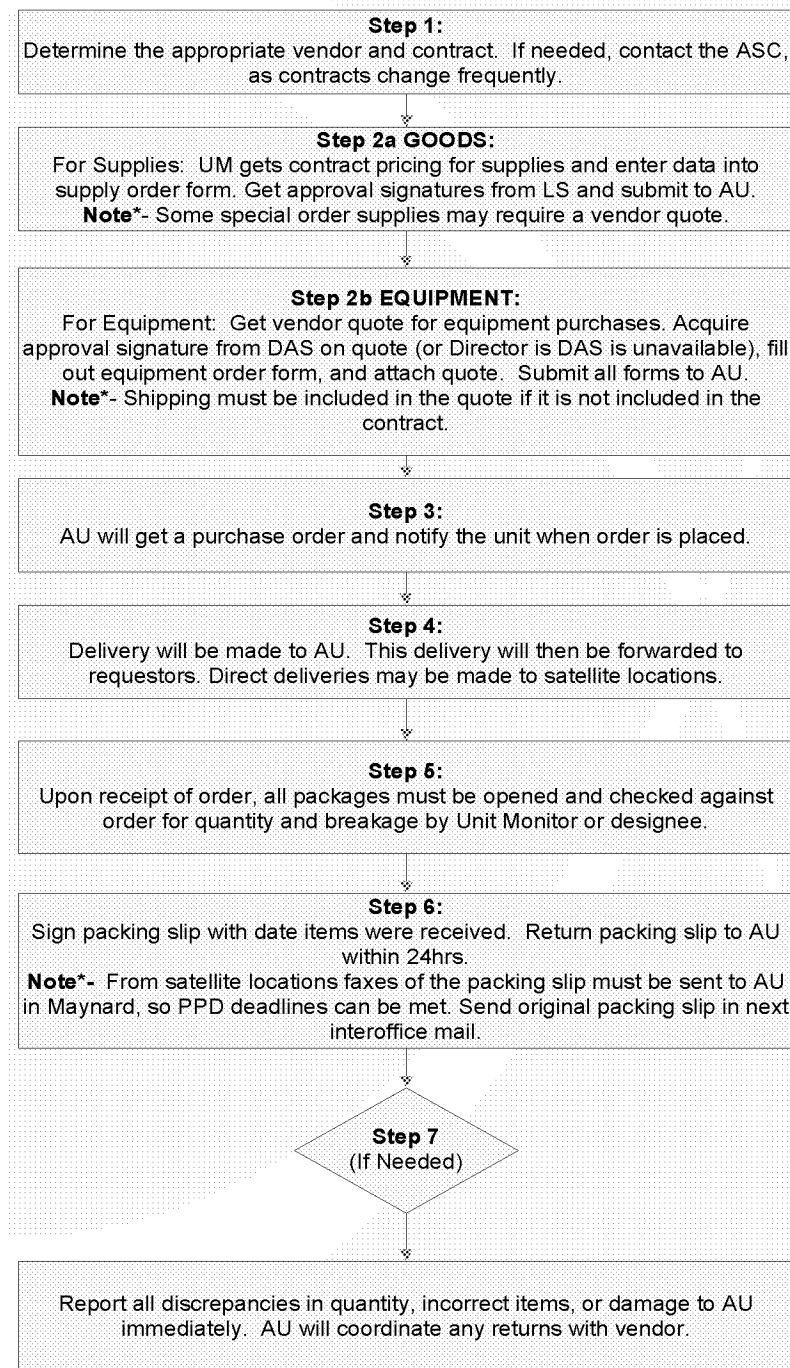 Step 1:
Determine the appropriate vendor and contract.  If needed, contact the ASC,
as contracts change frequently.
Step 2a GOODS:
For Supplies:  UM gets contract pricing for supplies and enter data into
supply order form. Get approval signatures from LS and submit to AU.
Note*- Some special order supplies may require a vendor quote.
Step 2b EQUIPMENT:
For Equipment:  Get vendor quote for equipment purchases. Acquire
approval signature from DAS on quote (or Director is DAS is unavailable), fill
out equipment order form, and attach quote.  Submit all forms to AU.
Note*- Shipping must be included in the quote if it is not included in the
contract.
Step 3:
AU will get a purchase order and notify the unit when order is placed.
Step 4:
Delivery will be made to AU.  This delivery will then be forwarded to
requestors. Direct deliveries may be made to satellite locations.
Step 5:
Upon receipt of order, all packages must be opened and checked against
order for quantity and breakage by Unit Monitor or designee.
Step 6:
Sign packing slip with date items were received.  Return packing slip to AU
within 24hrs.
Note*-  From satellite locations faxes of the packing slip must be sent to AU
in Maynard, so PPD deadlines can be met. Send original packing slip in next
interoffice mail.
Step 7
(If Needed)
Report all discrepancies in quantity, incorrect items, or damage to AU
immediately.  AU will coordinate any returns with vendor.